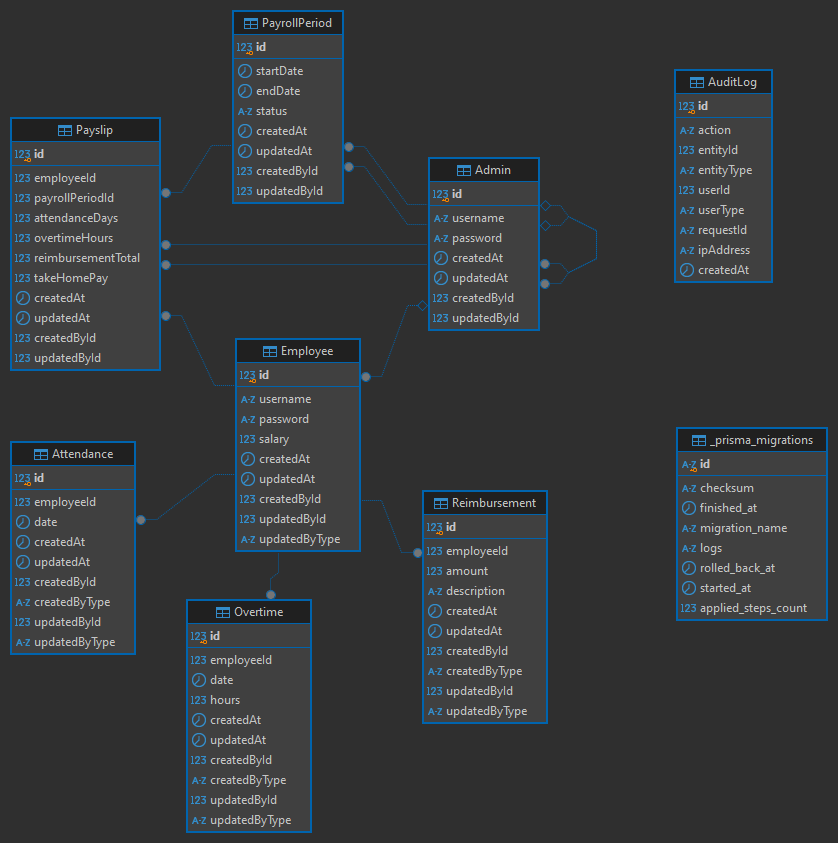 PayrollPeriod
123 id
startDate
endDate
A-Z status
createdAt
updatedAt
123 createdById
123 updatedById
AuditLog
123 id
A-Z action
123 entityId
A-Z entityType
123 userId
A-Z userType
A-Z requestId
A-Z ipAddress
createdAt
Payslip
123 id
123 employeeId
123 payrollPeriodId
123 attendanceDays
123 overtimeHours
123 reimbursementTotal
123 takeHomePay
createdAt
updatedAt
123 createdById
123 updatedById
Admin
123 id
A-Z username
A-Z password
createdAt
updatedAt
123 createdById
123 updatedById
Employee
123 id
A-Z username
A-Z password
123 salary
createdAt
updatedAt
123 createdById
123 updatedById
A-Z updatedByType
Attendance
123 id
123 employeeId
date
createdAt
updatedAt
123 createdById
A-Z createdByType
123 updatedById
A-Z updatedByType
Reimbursement
123 id
123 employeeId
123 amount
A-Z description
createdAt
updatedAt
123 createdById
A-Z createdByType
123 updatedById
A-Z updatedByType
_prisma_migrations
A-Z id
A-Z checksum
finished_at
A-Z migration_name
A-Z logs
rolled_back_at
started_at
123 applied_steps_count
Overtime
123 id
123 employeeId
date
123 hours
createdAt
updatedAt
123 createdById
A-Z createdByType
123 updatedById
A-Z updatedByType